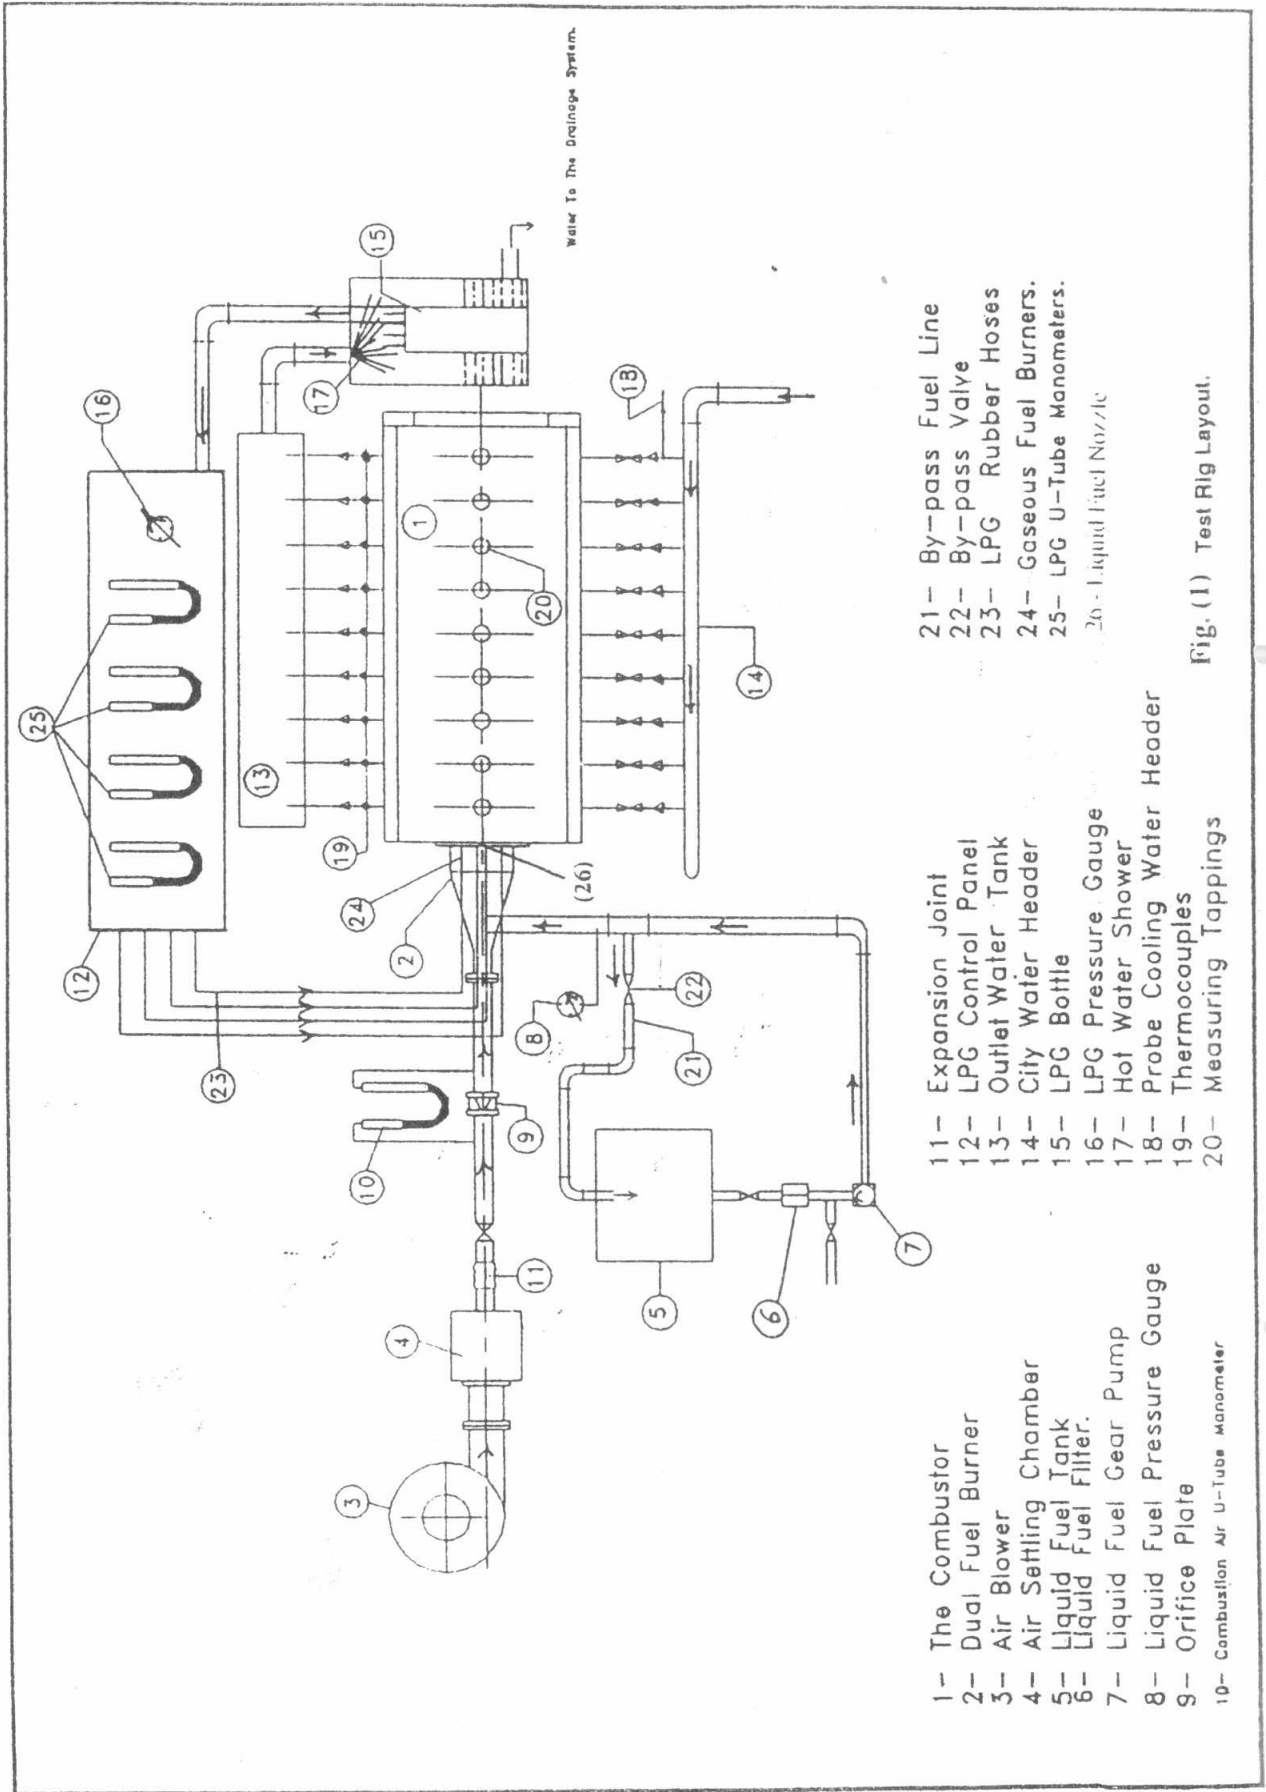 Water To The Drainage System.
25
16
15
12
13
17
1
20
18
19
24
2
(26)
14
23
10
9
8
22
21
11
4
3
5
6
7
1- The Combustor
2- Dual Fuel Burner
3- Air Blower
4- Air Settling Chamber
5- Liquid Fuel Tank
6- Liquid Fuel Filter.
7- Liquid Fuel Gear Pump
8- Liquid Fuel Pressure Gauge
9- Orifice Plate
10- Combustion Air U-Tube Manometer
11- Expansion Joint
12- LPG Control Panel
13- Outlet Water Tank
14- City Water Header
15- LPG Bottle
16- LPG Pressure Gauge
17- Hot Water Shower
18- Probe Cooling Water Header
19- Thermocouples
20- Measuring Tappings
21- By-pass Fuel Line
22- By-pass Valve
23- LPG Rubber Hoses
24- Gaseous Fuel Burners.
25- LPG U-Tube Manometers.
26 - Liquid Fuel Nozzle
Fig. (1) Test Rig Layout.